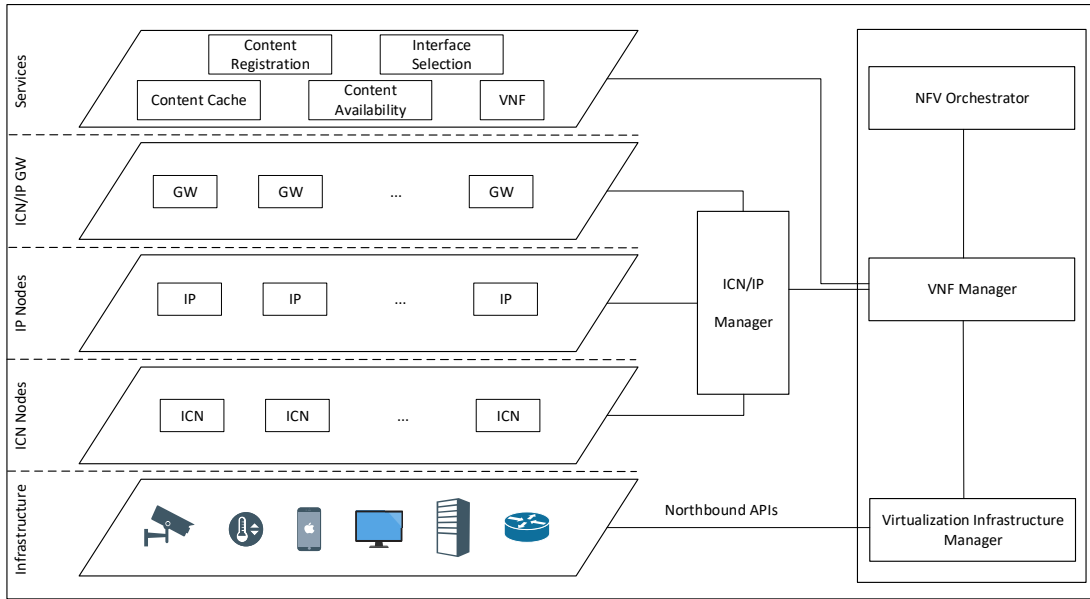 Services
Content
Registration
Interface
Selection
Content Cache
Content
Availability
VNF
ICN/IP GW
GW
GW
...
GW
IP Nodes
IP
IP
...
IP
ICN Nodes
ICN
ICN
...
ICN
Infrastructure
ICN/IP
Manager
Northbound APIs
NFV Orchestrator
VNF Manager
Virtualization Infrastructure
Manager